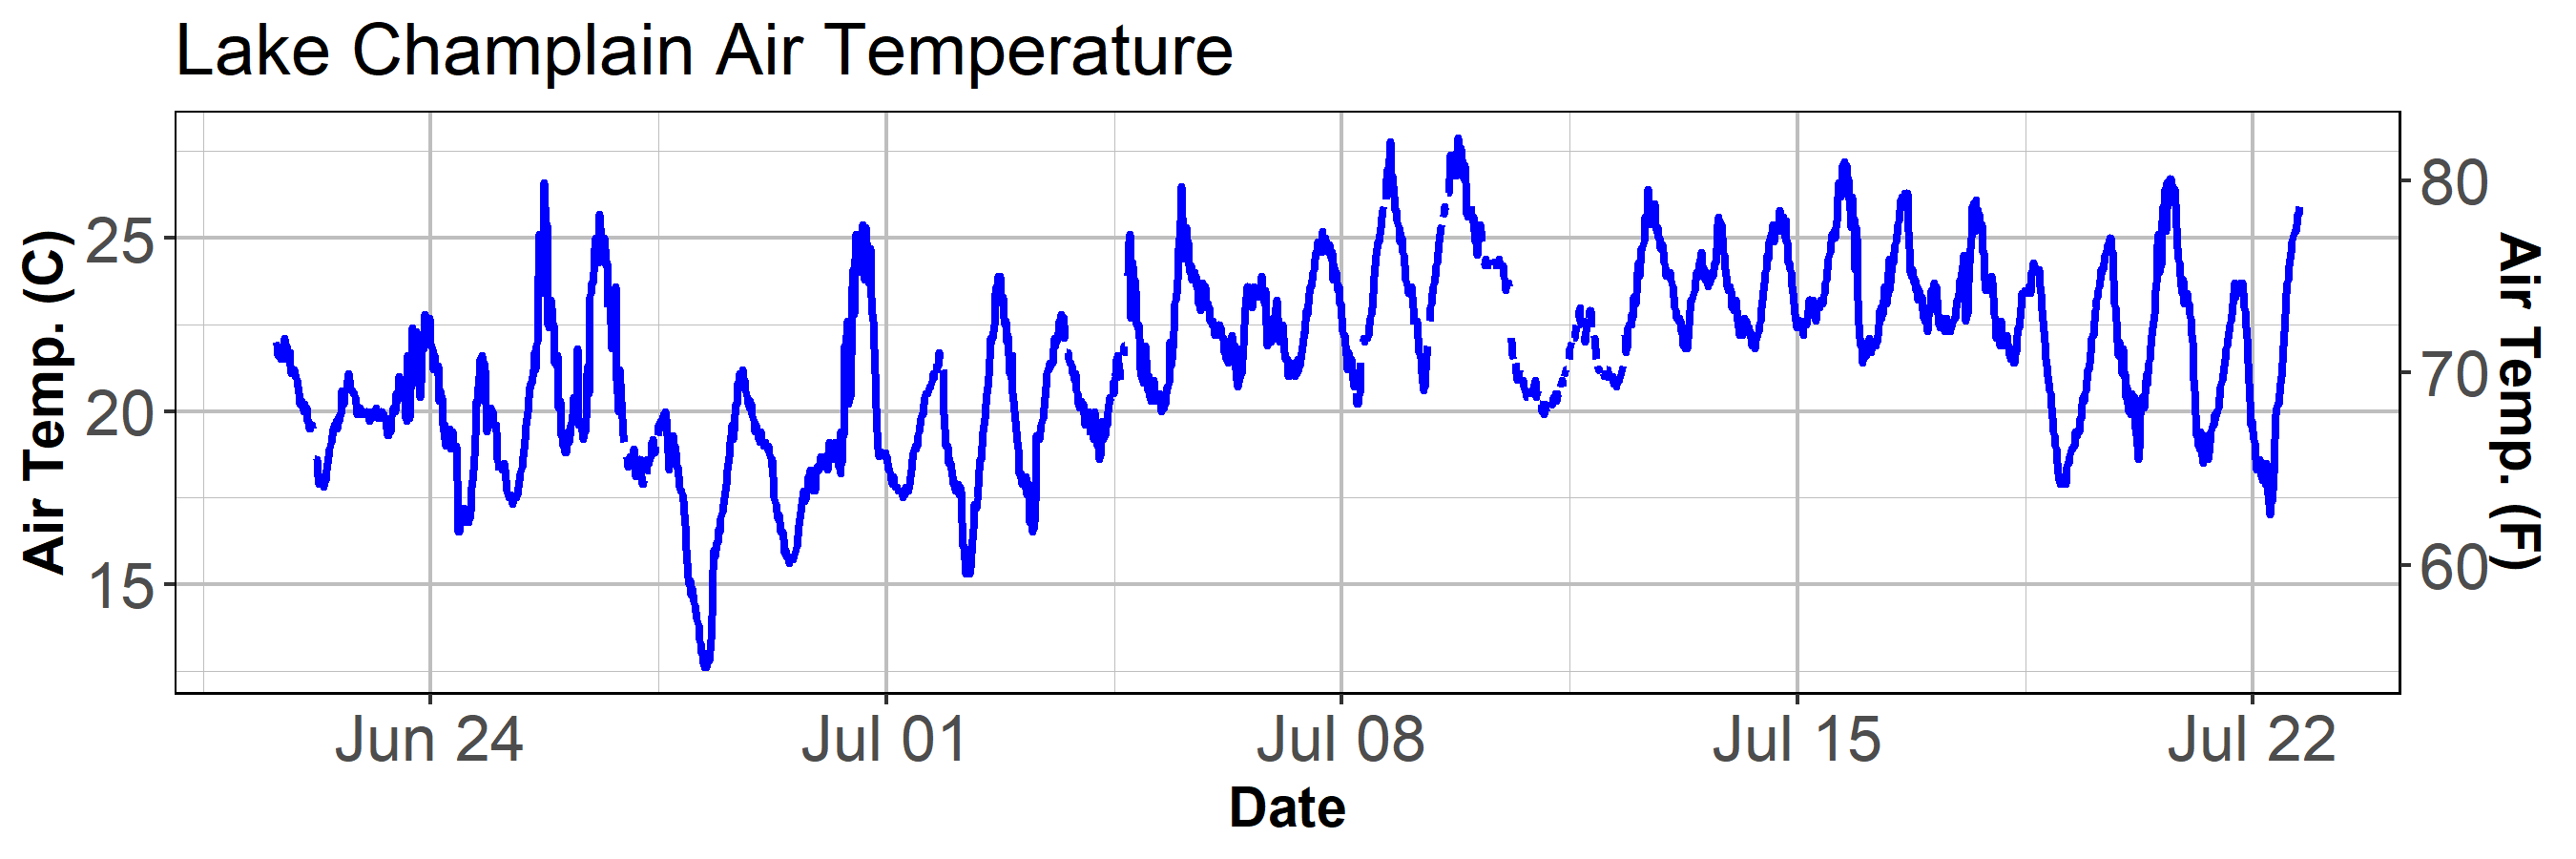 Lake Champlain Air Temperature
Air Temp. (C)
25
20
15
80
70
60
Air Temp. (F)
Jun 24
Jul 01
Jul 08
Jul 15
Jul 22
Date